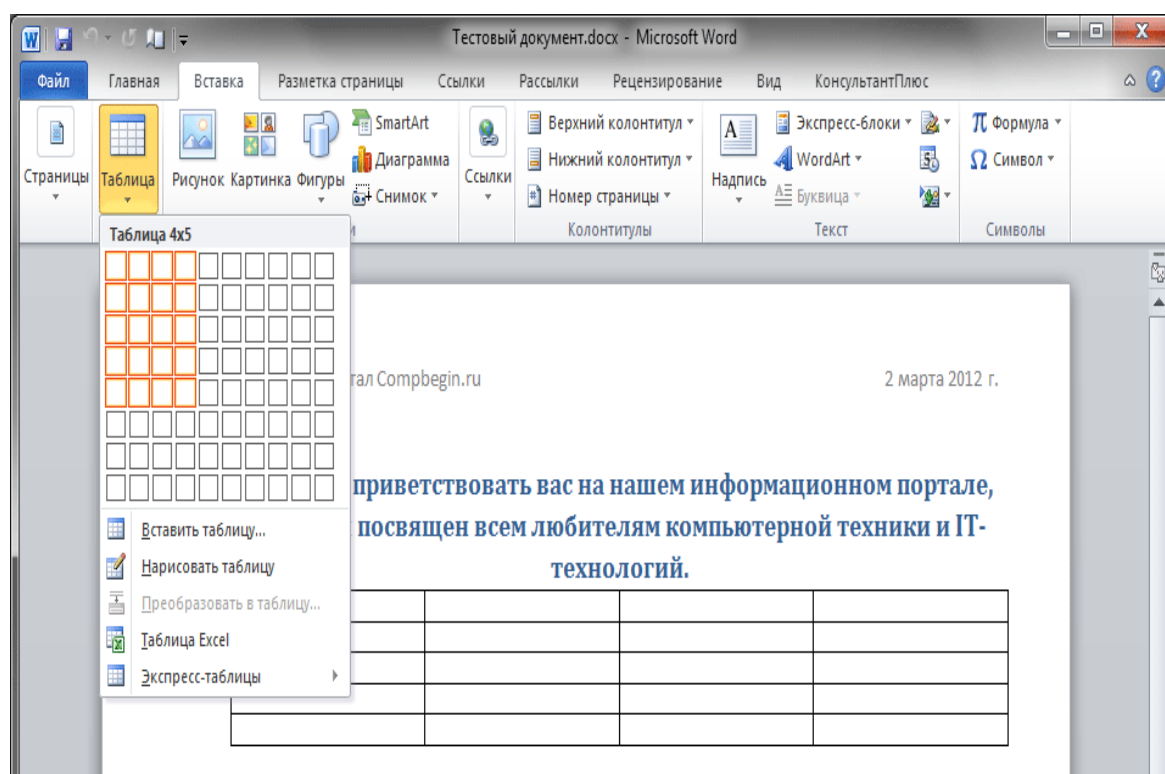 Тестовый документ.docx - Microsoft Word
Файл Главная Вставка Разметка страницы Ссылки Рассылки Рецензирование Вид КонсультантПлюс
Страницы
Таблица
Рисунок Картинка Фигуры
SmartArt
Диаграмма
Снимок
Ссылки
Верхний колонтитул
Нижний колонтитул
Номер страницы
Колонтитулы
Надпись
Экспресс-блоки
WordArt
Буквица
Текст
Формула
Символ
Символы
Таблица 4x5
Вставить таблицу...
Нарисовать таблицу
Преобразовать в таблицу...
Таблица Excel
Экспресс-таблицы
Compbegin.ru 2 марта 2012 г.
приветствовать вас на нашем информационном портале,
посвящен всем любителям компьютерной техники и IT-
технологий.